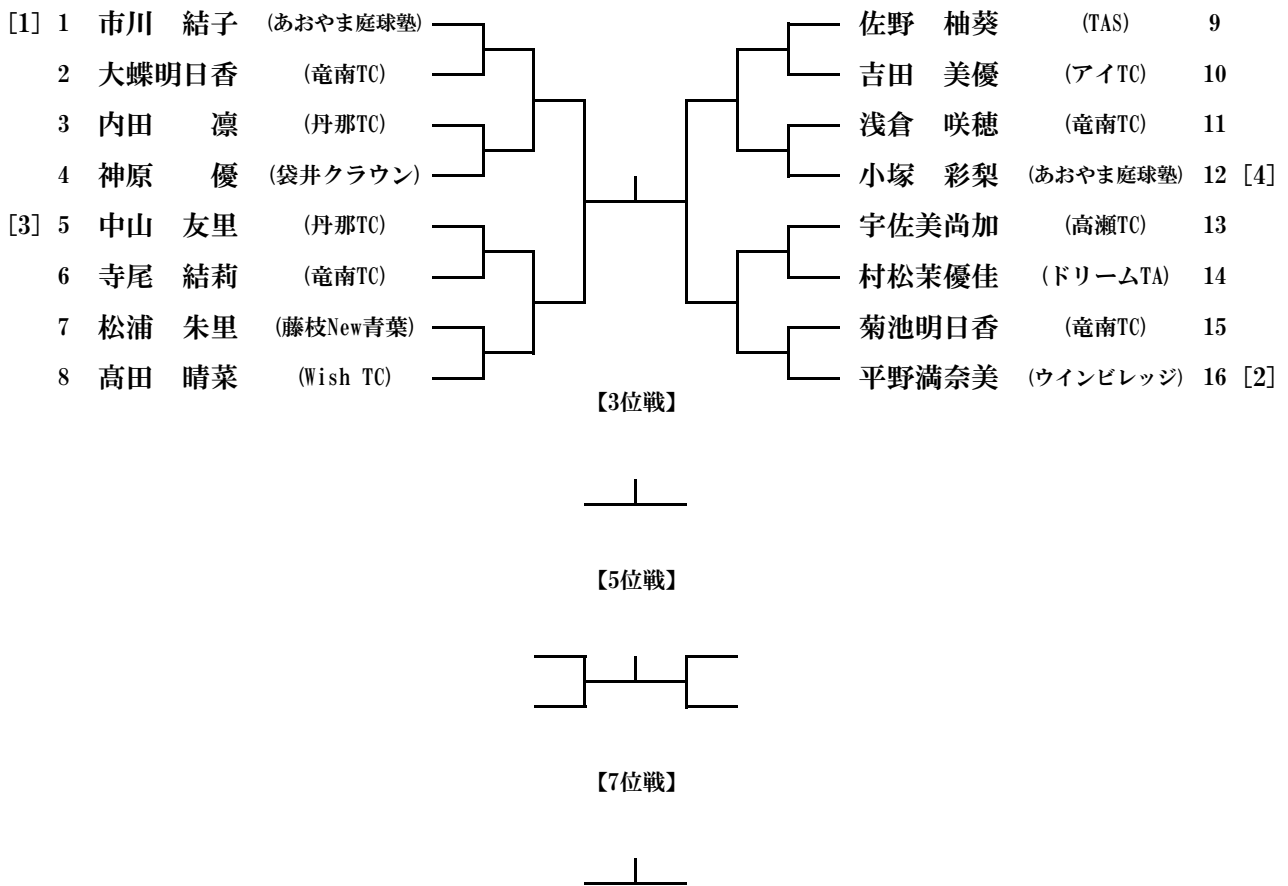 [1] 1 市川 結子 (あおやま庭球塾)
2 大蝶明日香 (竜南TC)
3 内田 凛 (丹那TC)
4 神原 優 (袋井クラウン)
[3] 5 中山 友里 (丹那TC)
6 寺尾 結莉 (竜南TC)
7 松浦 朱里 (藤枝New青葉)
8 髙田 晴菜 (Wish TC)
佐野 柚葵 (TAS) 9
吉田 美優 (アイTC) 10
浅倉 咲穂 (竜南TC) 11
小塚 彩梨 (あおやま庭球塾) 12 [4]
宇佐美尚加 (高瀬TC) 13
村松茉優佳 (ドリームTA) 14
菊池明日香 (竜南TC) 15
平野満奈美 (ウインビレッジ) 16 [2]
【3位戦】
【5位戦】
【7位戦】